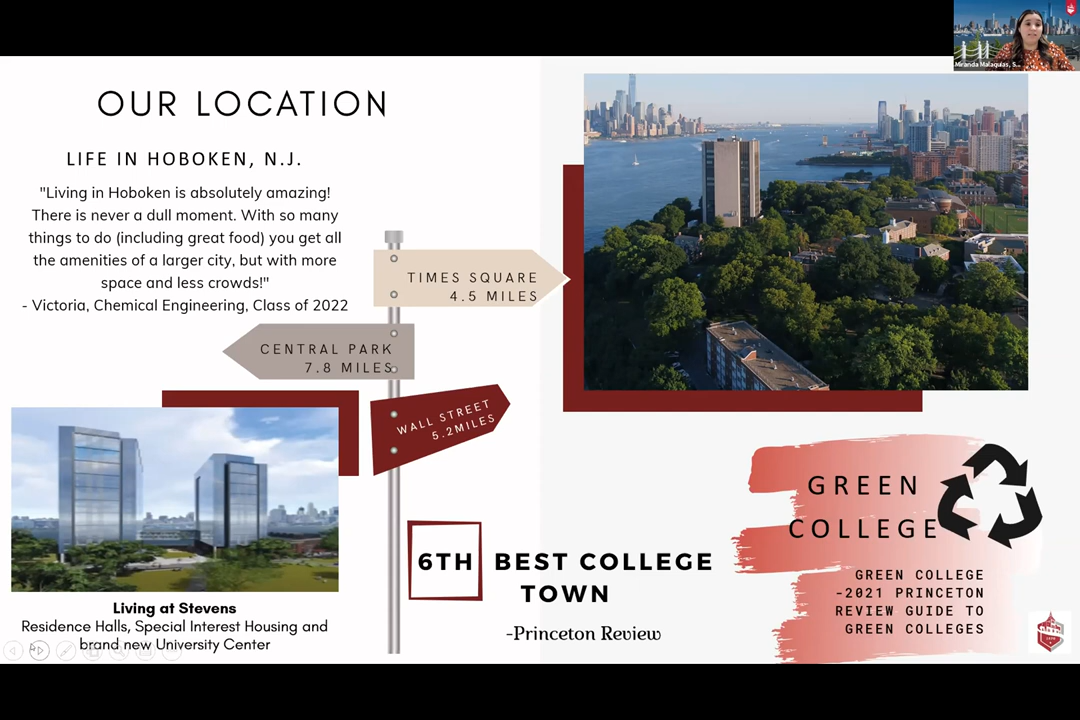 OUR LOCATION
LIFE IN HOBOKEN, N.J.
"Living in Hoboken is absolutely amazing!
There is never a dull moment. With so many
things to do (including great food) you get all
the amenities of a larger city, but with more
space and less crowds!"
- Victoria, Chemical Engineering, Class of 2022
TIMES SQUARE
4.5 MILES
CENTRAL PARK
7.8 MILES
WALL STREET
5.2MILES
Living at Stevens
Residence Halls, Special Interest Housing and
brand new University Center
6TH BEST COLLEGE
TOWN
-Princeton Review
GREEN
COLLEGE
GREEN COLLEGE
-2021 PRINCETON
REVIEW GUIDE TO
GREEN COLLEGES
Miranda Malaquias, S...